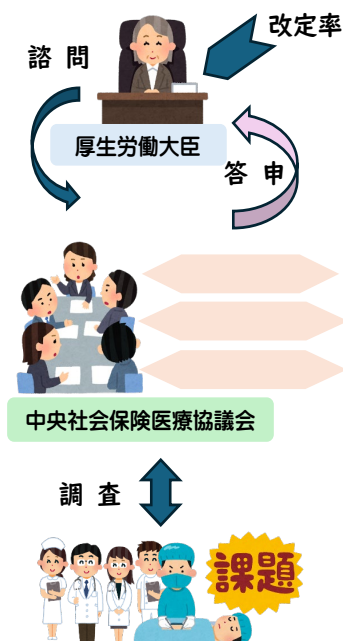 改定率
諮問
厚生労働大臣
答申
中央社会保険医療協議会
調査
課題